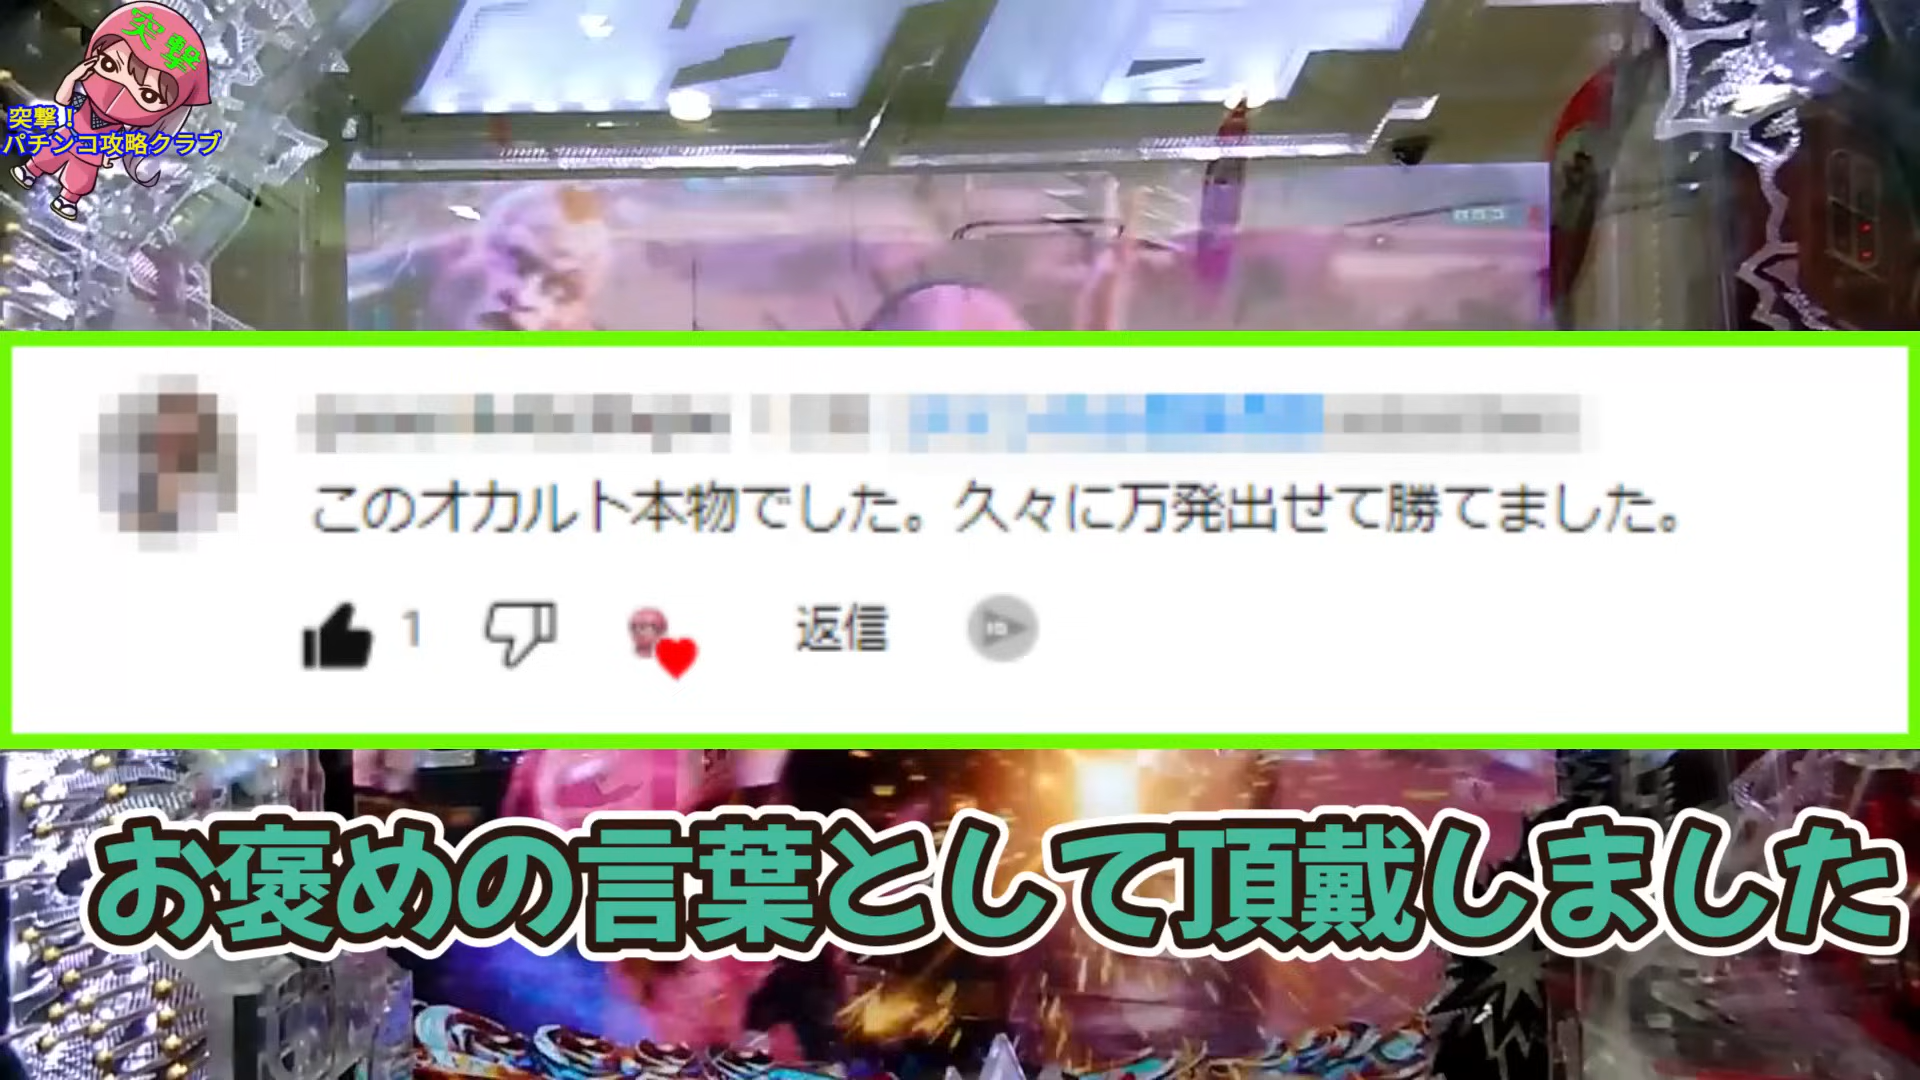 突撃
突撃！
パチンコ攻略クラブ
このオカルト本物でした。久々に万発出せて勝てました。
1
返信
お褒めの言葉として頂戴しました